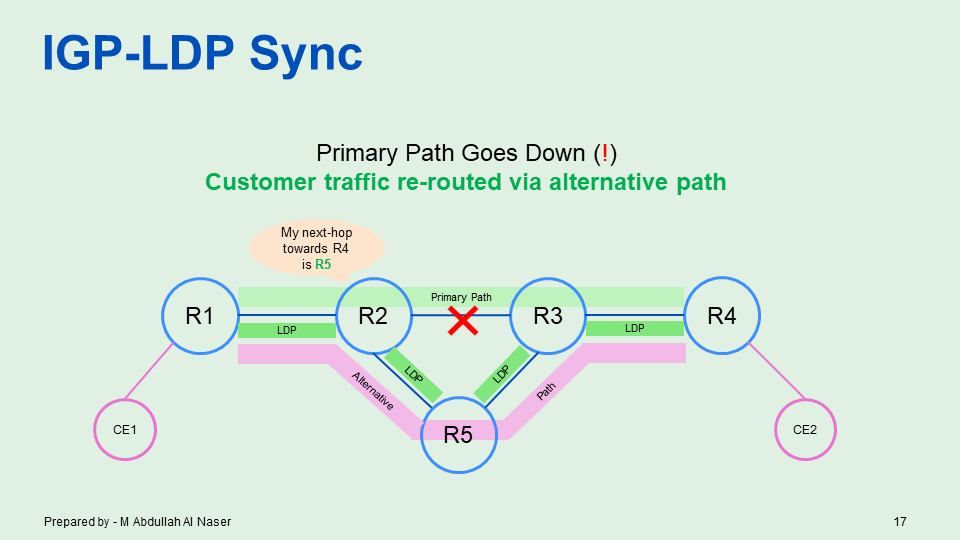 IGP-LDP Sync
Primary Path Goes Down (!)
Customer traffic re-routed via alternative path
My next-hop
towards R4
is R5
Primary Path
R1
R2
R3
R4
LDP
LDP
LDP
LDP
Alternative
Path
R5
CE1
CE2
Prepared by - M Abdullah Al Naser
17